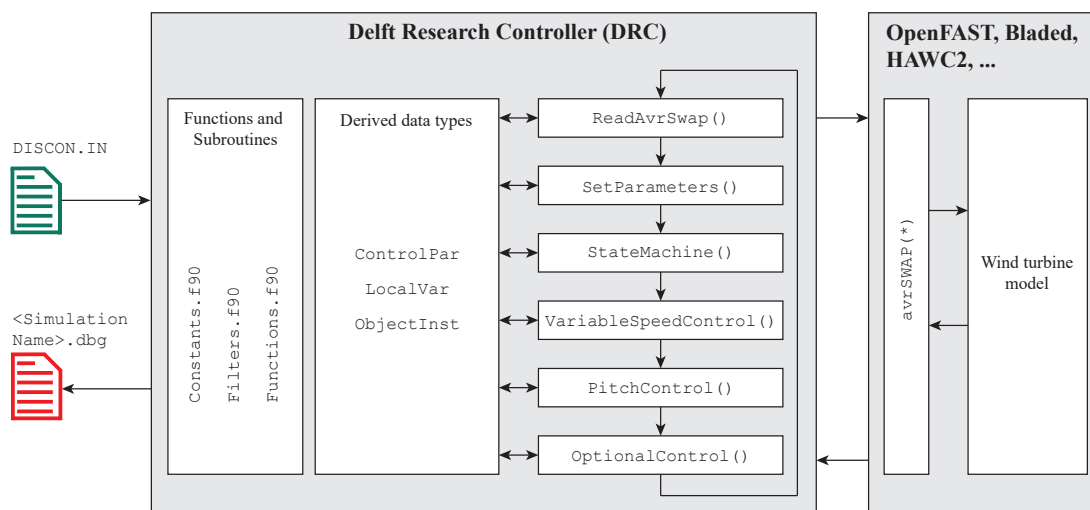 Delft Research Controller (DRC)
OpenFAST, Bladed,
HAWC2, ...
DISCON.IN
<Simulation
Name>.dbg
Functions and
Subroutines
Constants.f90
Filters.f90
Functions.f90
Derived data types
ControlPar
LocalVar
ObjectInst
ReadAvrSwap()
SetParameters()
StateMachine()
VariableSpeedControl()
PitchControl()
OptionalControl()
avrSWAP(*)
Wind turbine
model